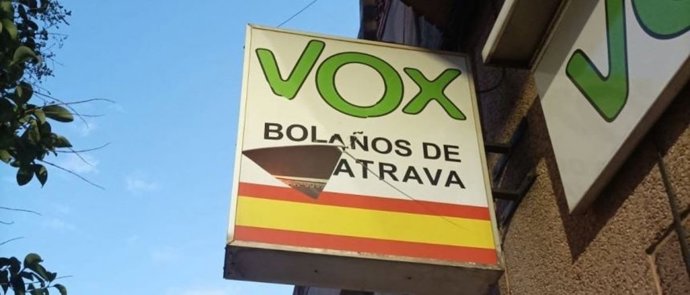 VOX
BOLAÑOS DE
ATRAVA
V